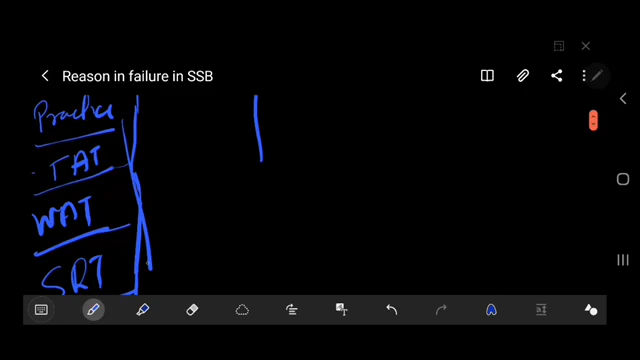 Reason in failure in SSB
Practice
TAT
WAT
SRT